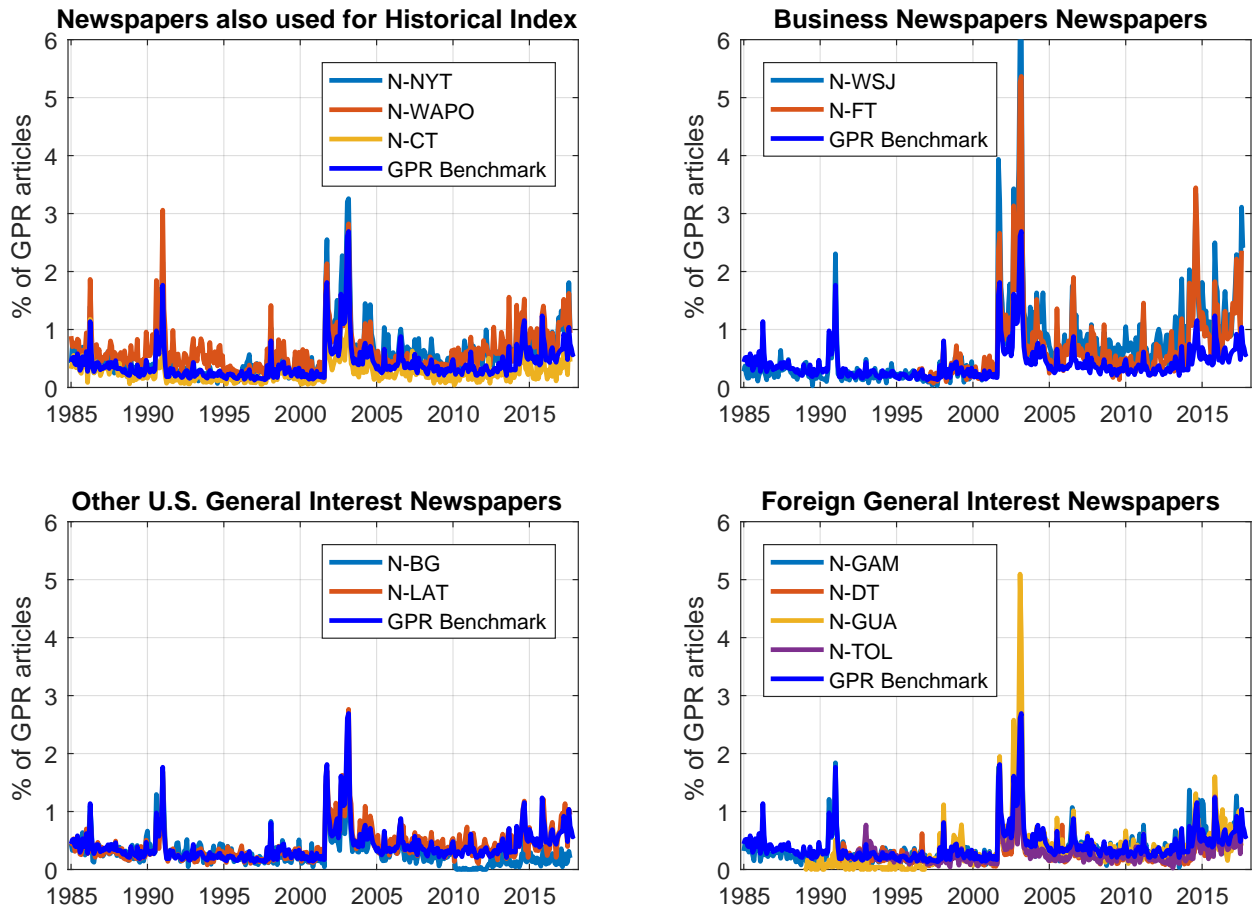 Newspapers also used for Historical Index
6
5
4
3
2
1
0
% of GPR articles
N-NYT
N-WAPO
N-CT
GPR Benchmark
1985 1990 1995 2000 2005 2010 2015
Business Newspapers Newspapers
6
5
4
3
2
1
0
% of GPR articles
N-WSJ
N-FT
GPR Benchmark
1985 1990 1995 2000 2005 2010 2015
Other U.S. General Interest Newspapers
6
5
4
3
2
1
0
% of GPR articles
N-BG
N-LAT
GPR Benchmark
1985 1990 1995 2000 2005 2010 2015
Foreign General Interest Newspapers
6
5
4
3
2
1
0
% of GPR articles
N-GAM
N-DT
N-GUA
N-TOL
GPR Benchmark
1985 1990 1995 2000 2005 2010 2015